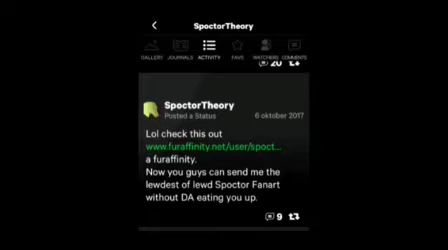 SpoctorTheory
GALLERY JOURNALS ACTIVITY FAVS WATCHERS COMMENTS
20
SpoctorTheory
Posted a Status 6 oktober 2017
Lol check this out
www.furaffinity.net/user/spoct...
a furaffinity.
Now you guys can send me the
lewdest of lewd Spoctor Fanart
without DA eating you up.
9